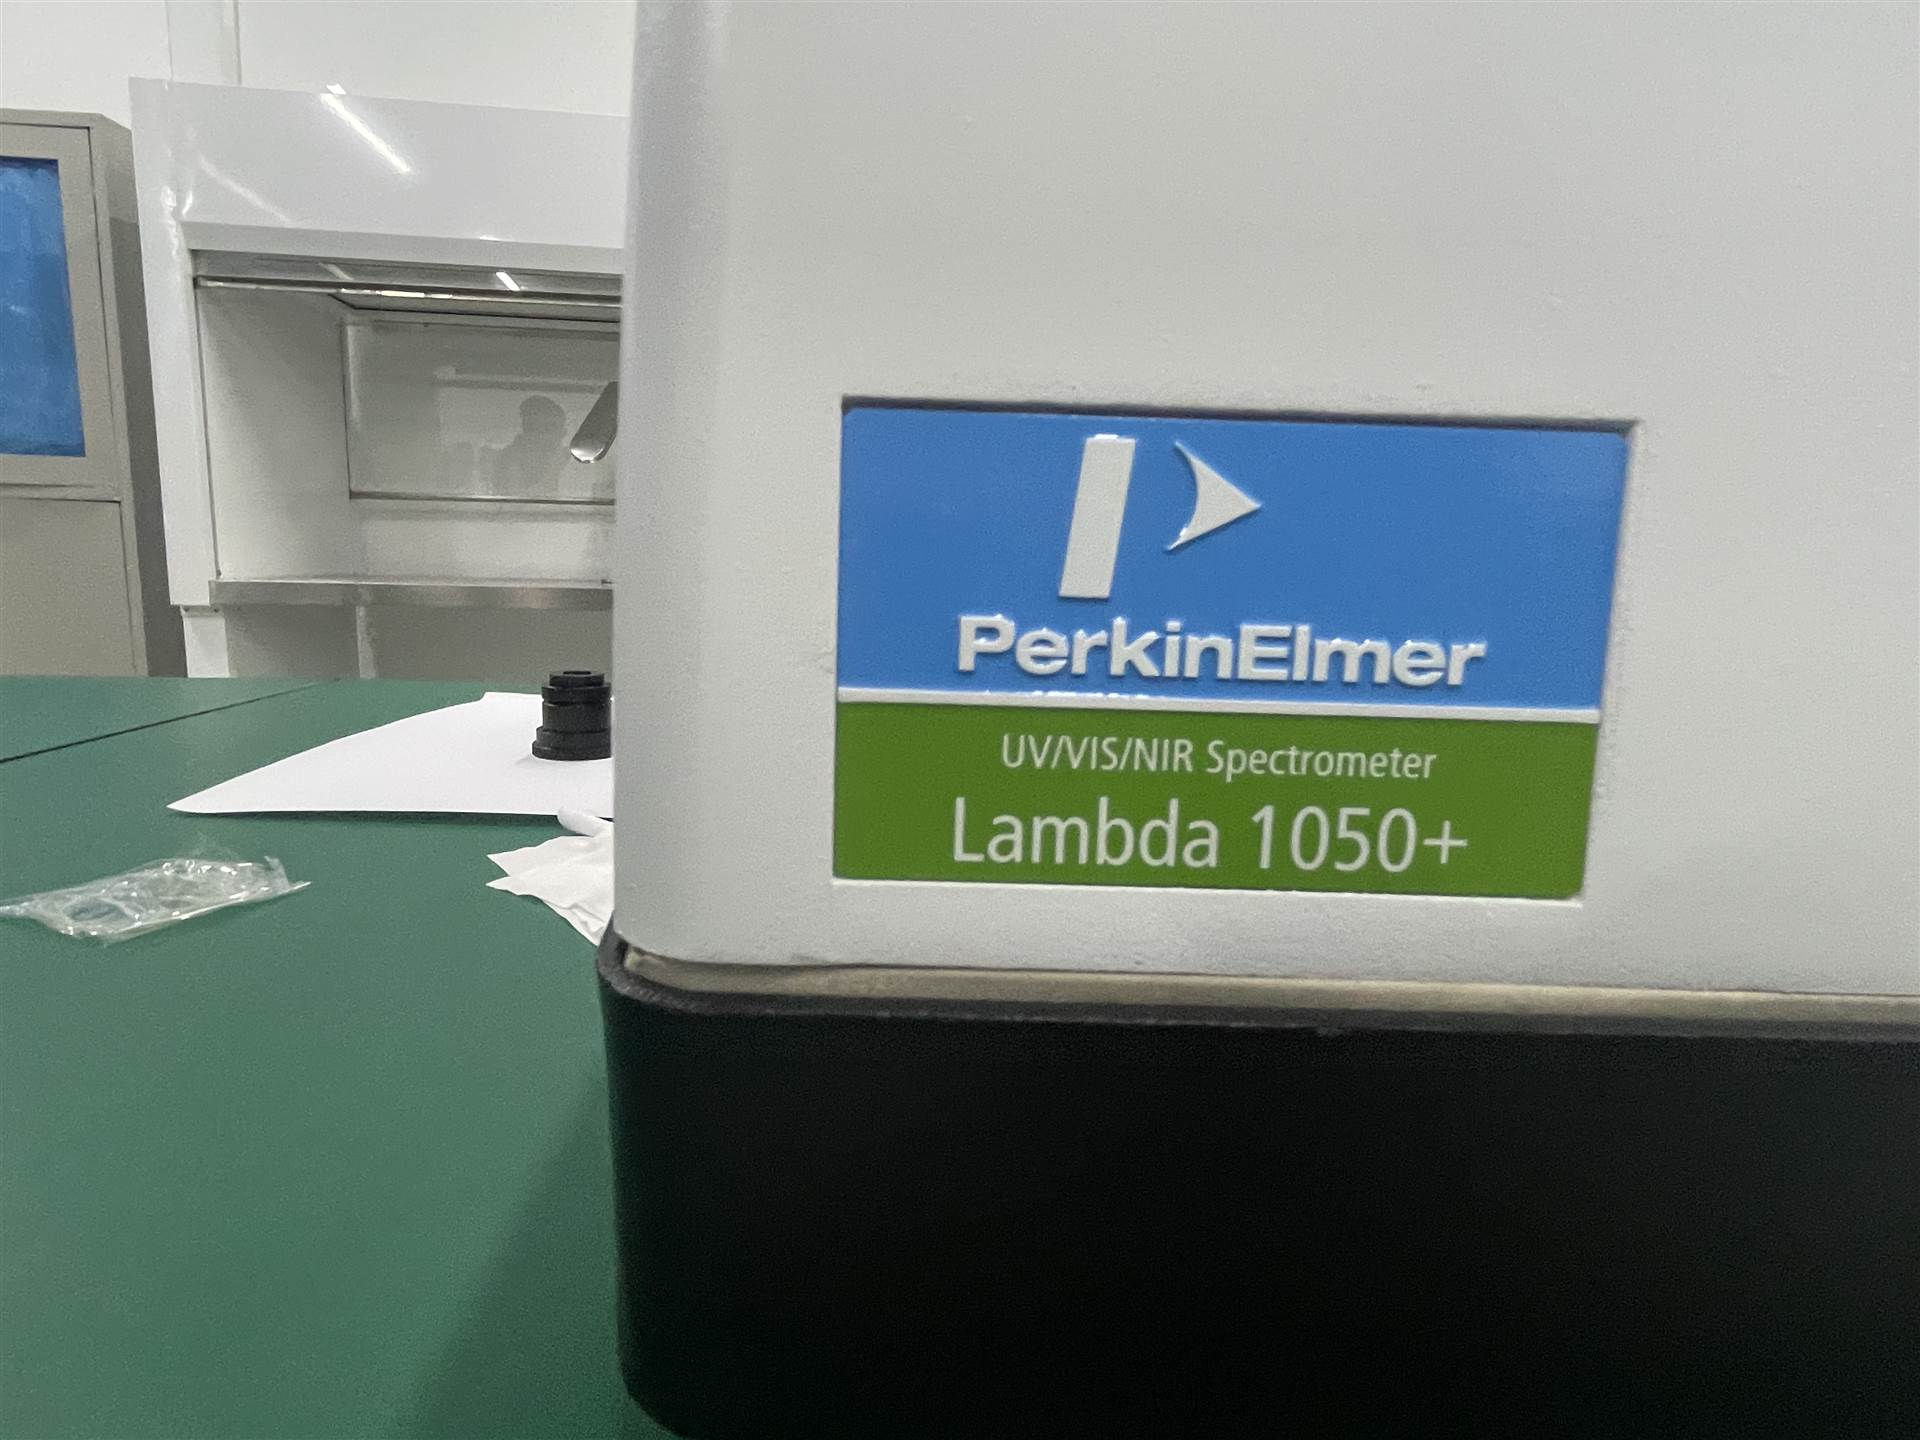 PerkinElmer
UV/VIS/NIR Spectrometer
Lambda 1050+